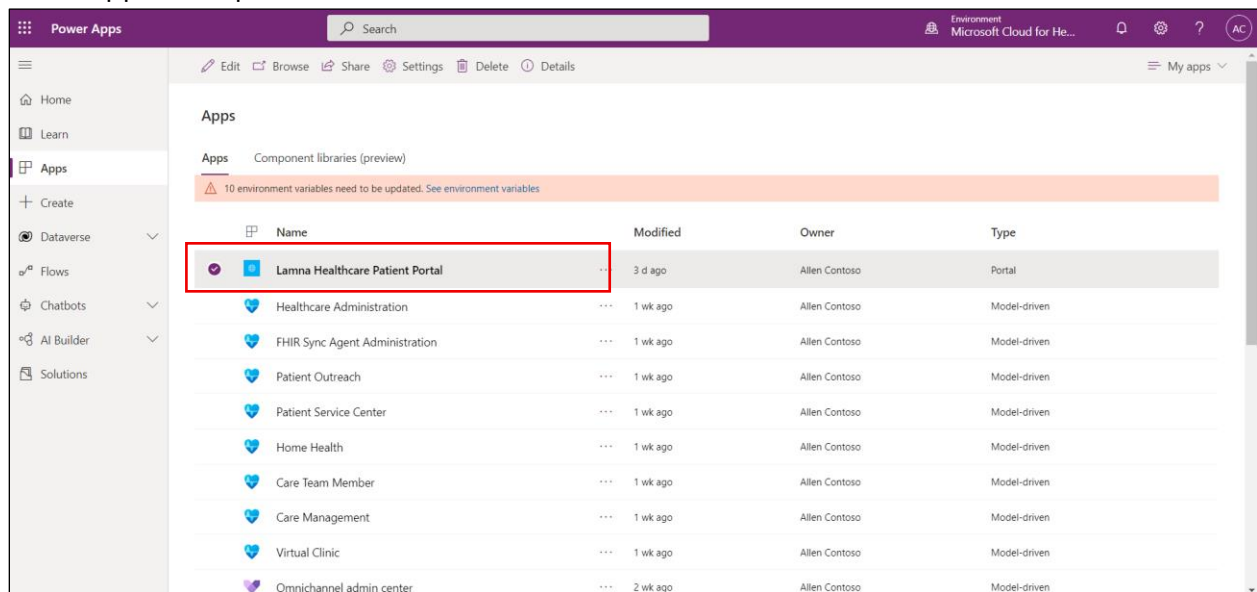 Power Apps
Search
Environment
Microsoft Cloud for He...
?
AC
Edit Browse Share Settings Delete Details
My apps
Home
Learn
Apps
Create
Dataverse
Flows
Chatbots
AI Builder
Solutions
Apps
Apps Component libraries (preview)
10 environment variables need to be updated. See environment variables
Name Modified Owner Type
Lamna Healthcare Patient Portal ... 3 d ago Allen Contoso Portal
Healthcare Administration ... 1 wk ago Allen Contoso Model-driven
FHIR Sync Agent Administration ... 1 wk ago Allen Contoso Model-driven
Patient Outreach ... 1 wk ago Allen Contoso Model-driven
Patient Service Center ... 1 wk ago Allen Contoso Model-driven
Home Health ... 1 wk ago Allen Contoso Model-driven
Care Team Member ... 1 wk ago Allen Contoso Model-driven
Care Management ... 1 wk ago Allen Contoso Model-driven
Virtual Clinic ... 1 wk ago Allen Contoso Model-driven
Omnichannel admin center ... 2 wk ago Allen Contoso Model-driven